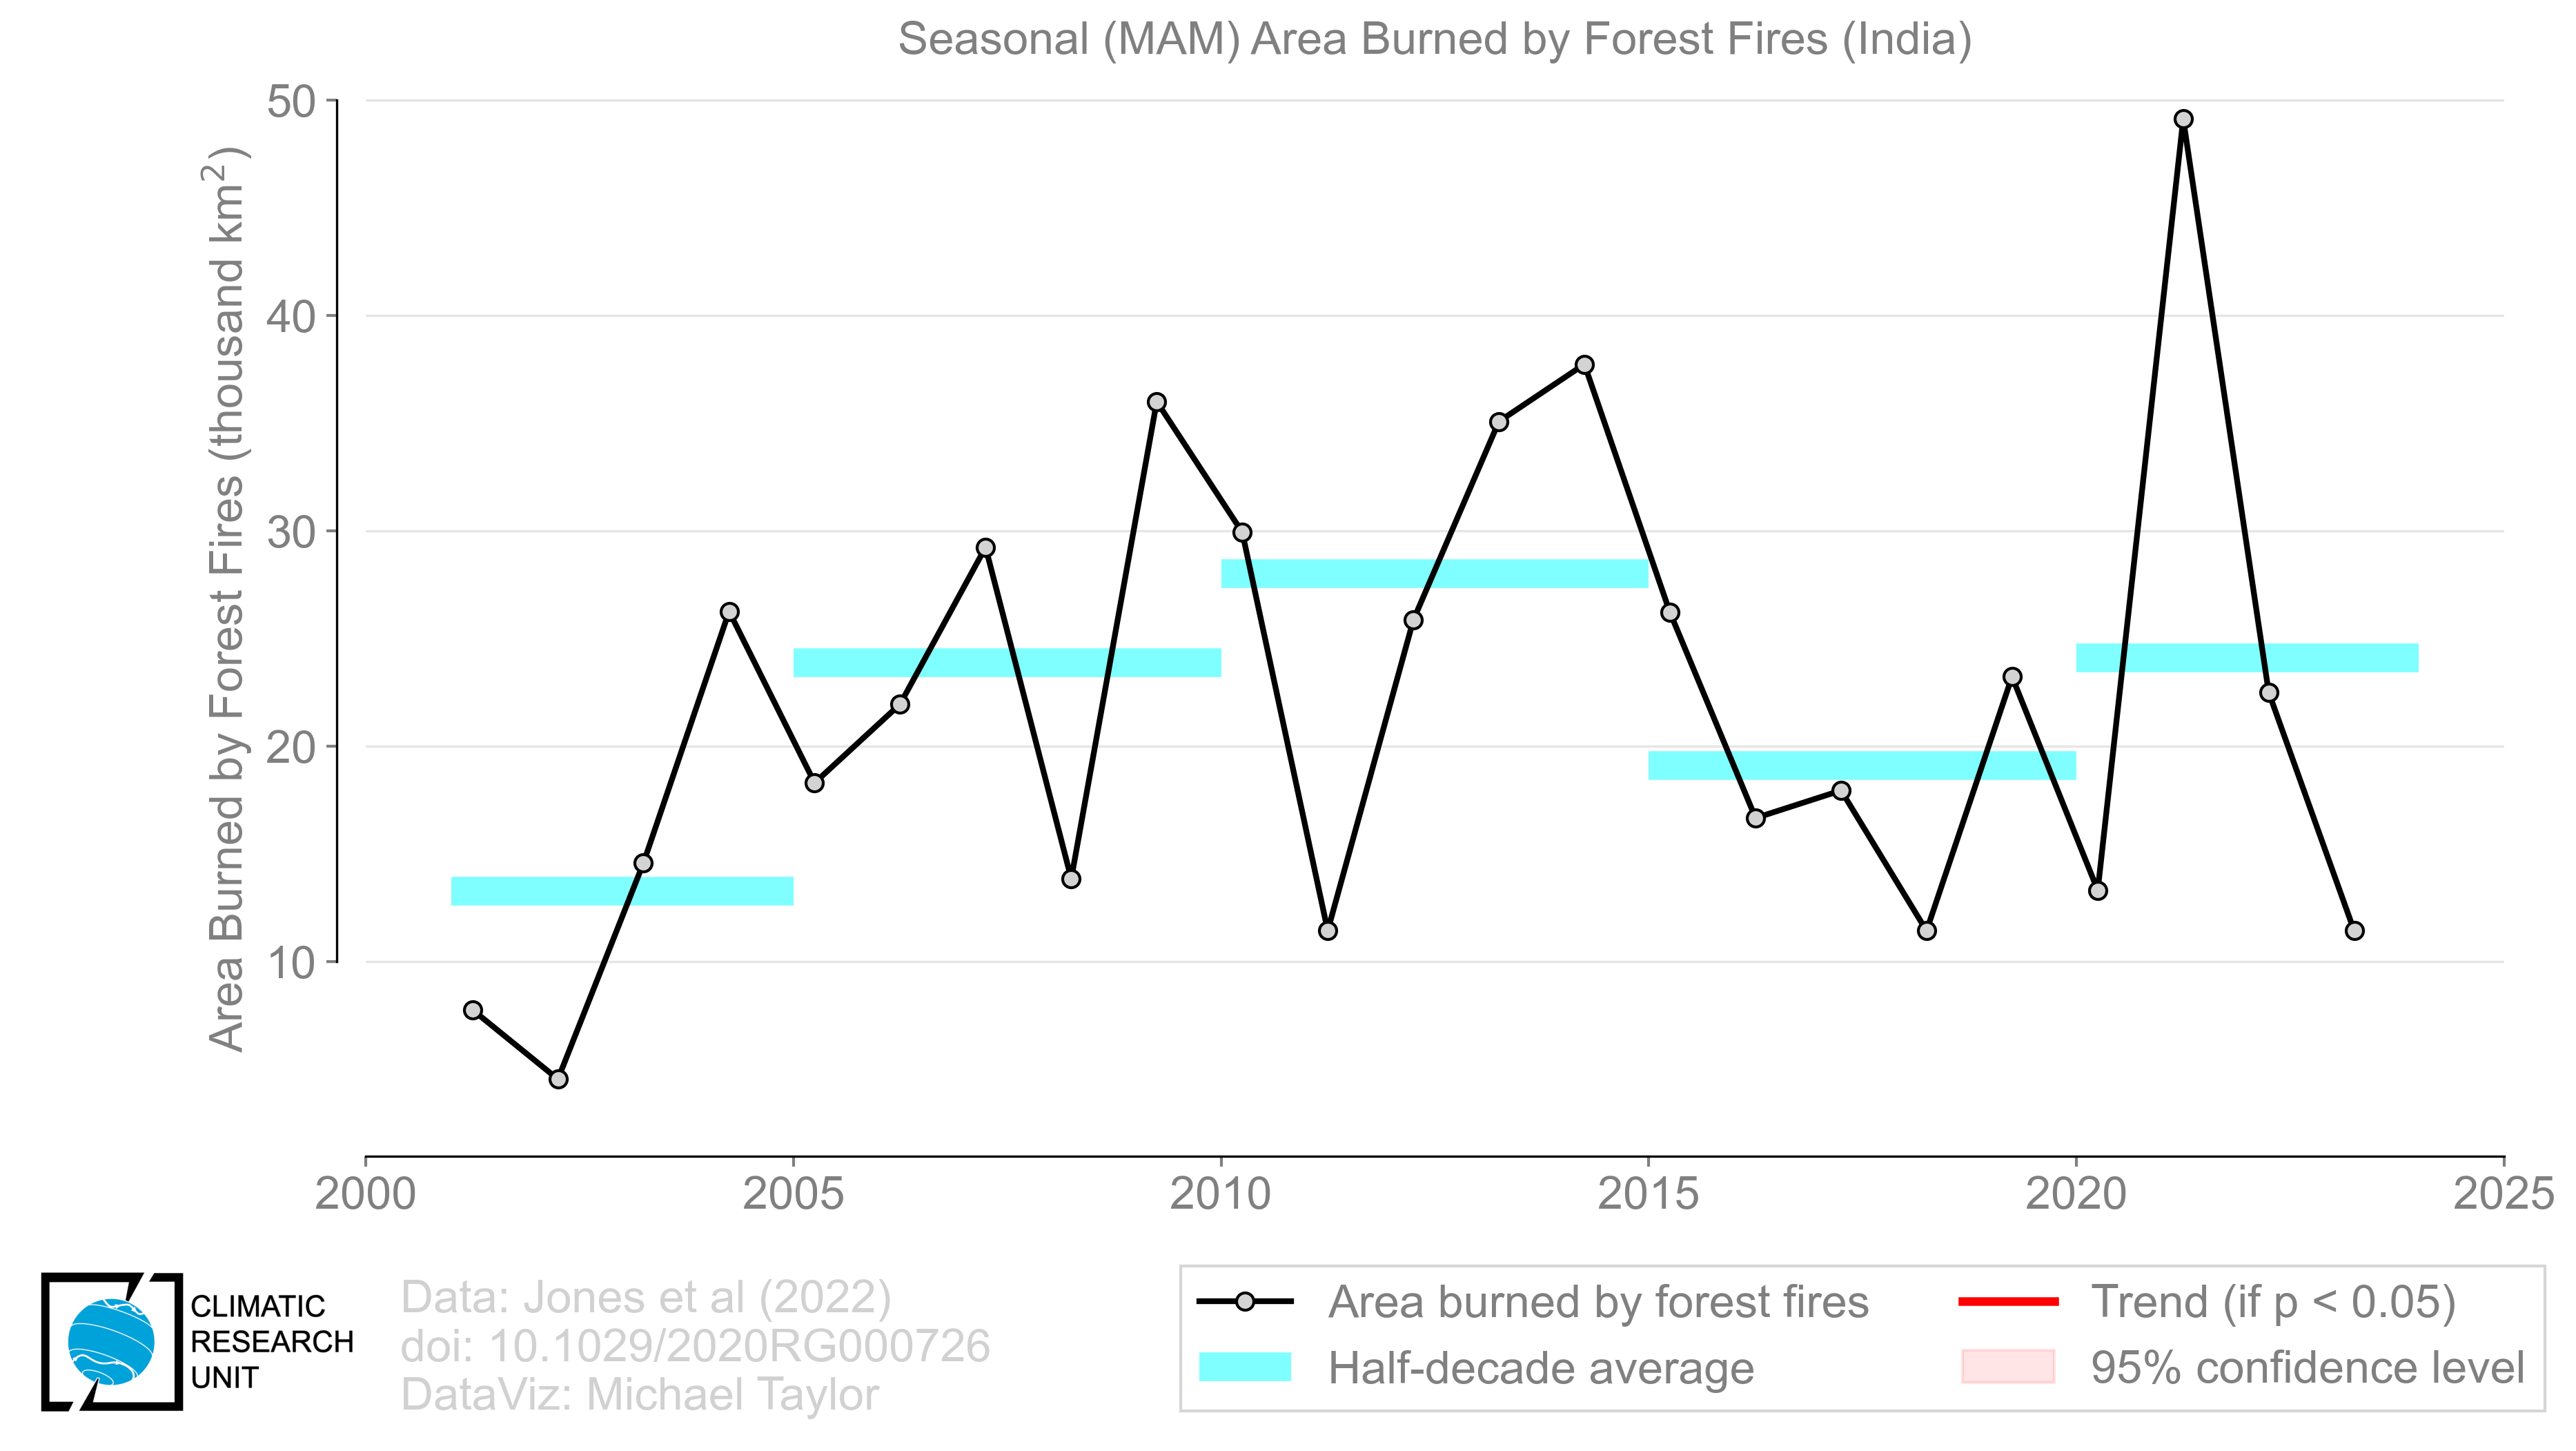 Seasonal (MAM) Area Burned by Forest Fires (India)
Area Burned by Forest Fires (thousand km²)
50
40
30
20
10
2000 2005 2010 2015 2020 2025
CLIMATIC
RESEARCH
UNIT
Data: Jones et al (2022)
doi: 10.1029/2020RG000726
DataViz: Michael Taylor
Area burned by forest fires
Half-decade average
Trend (if p < 0.05)
95% confidence level